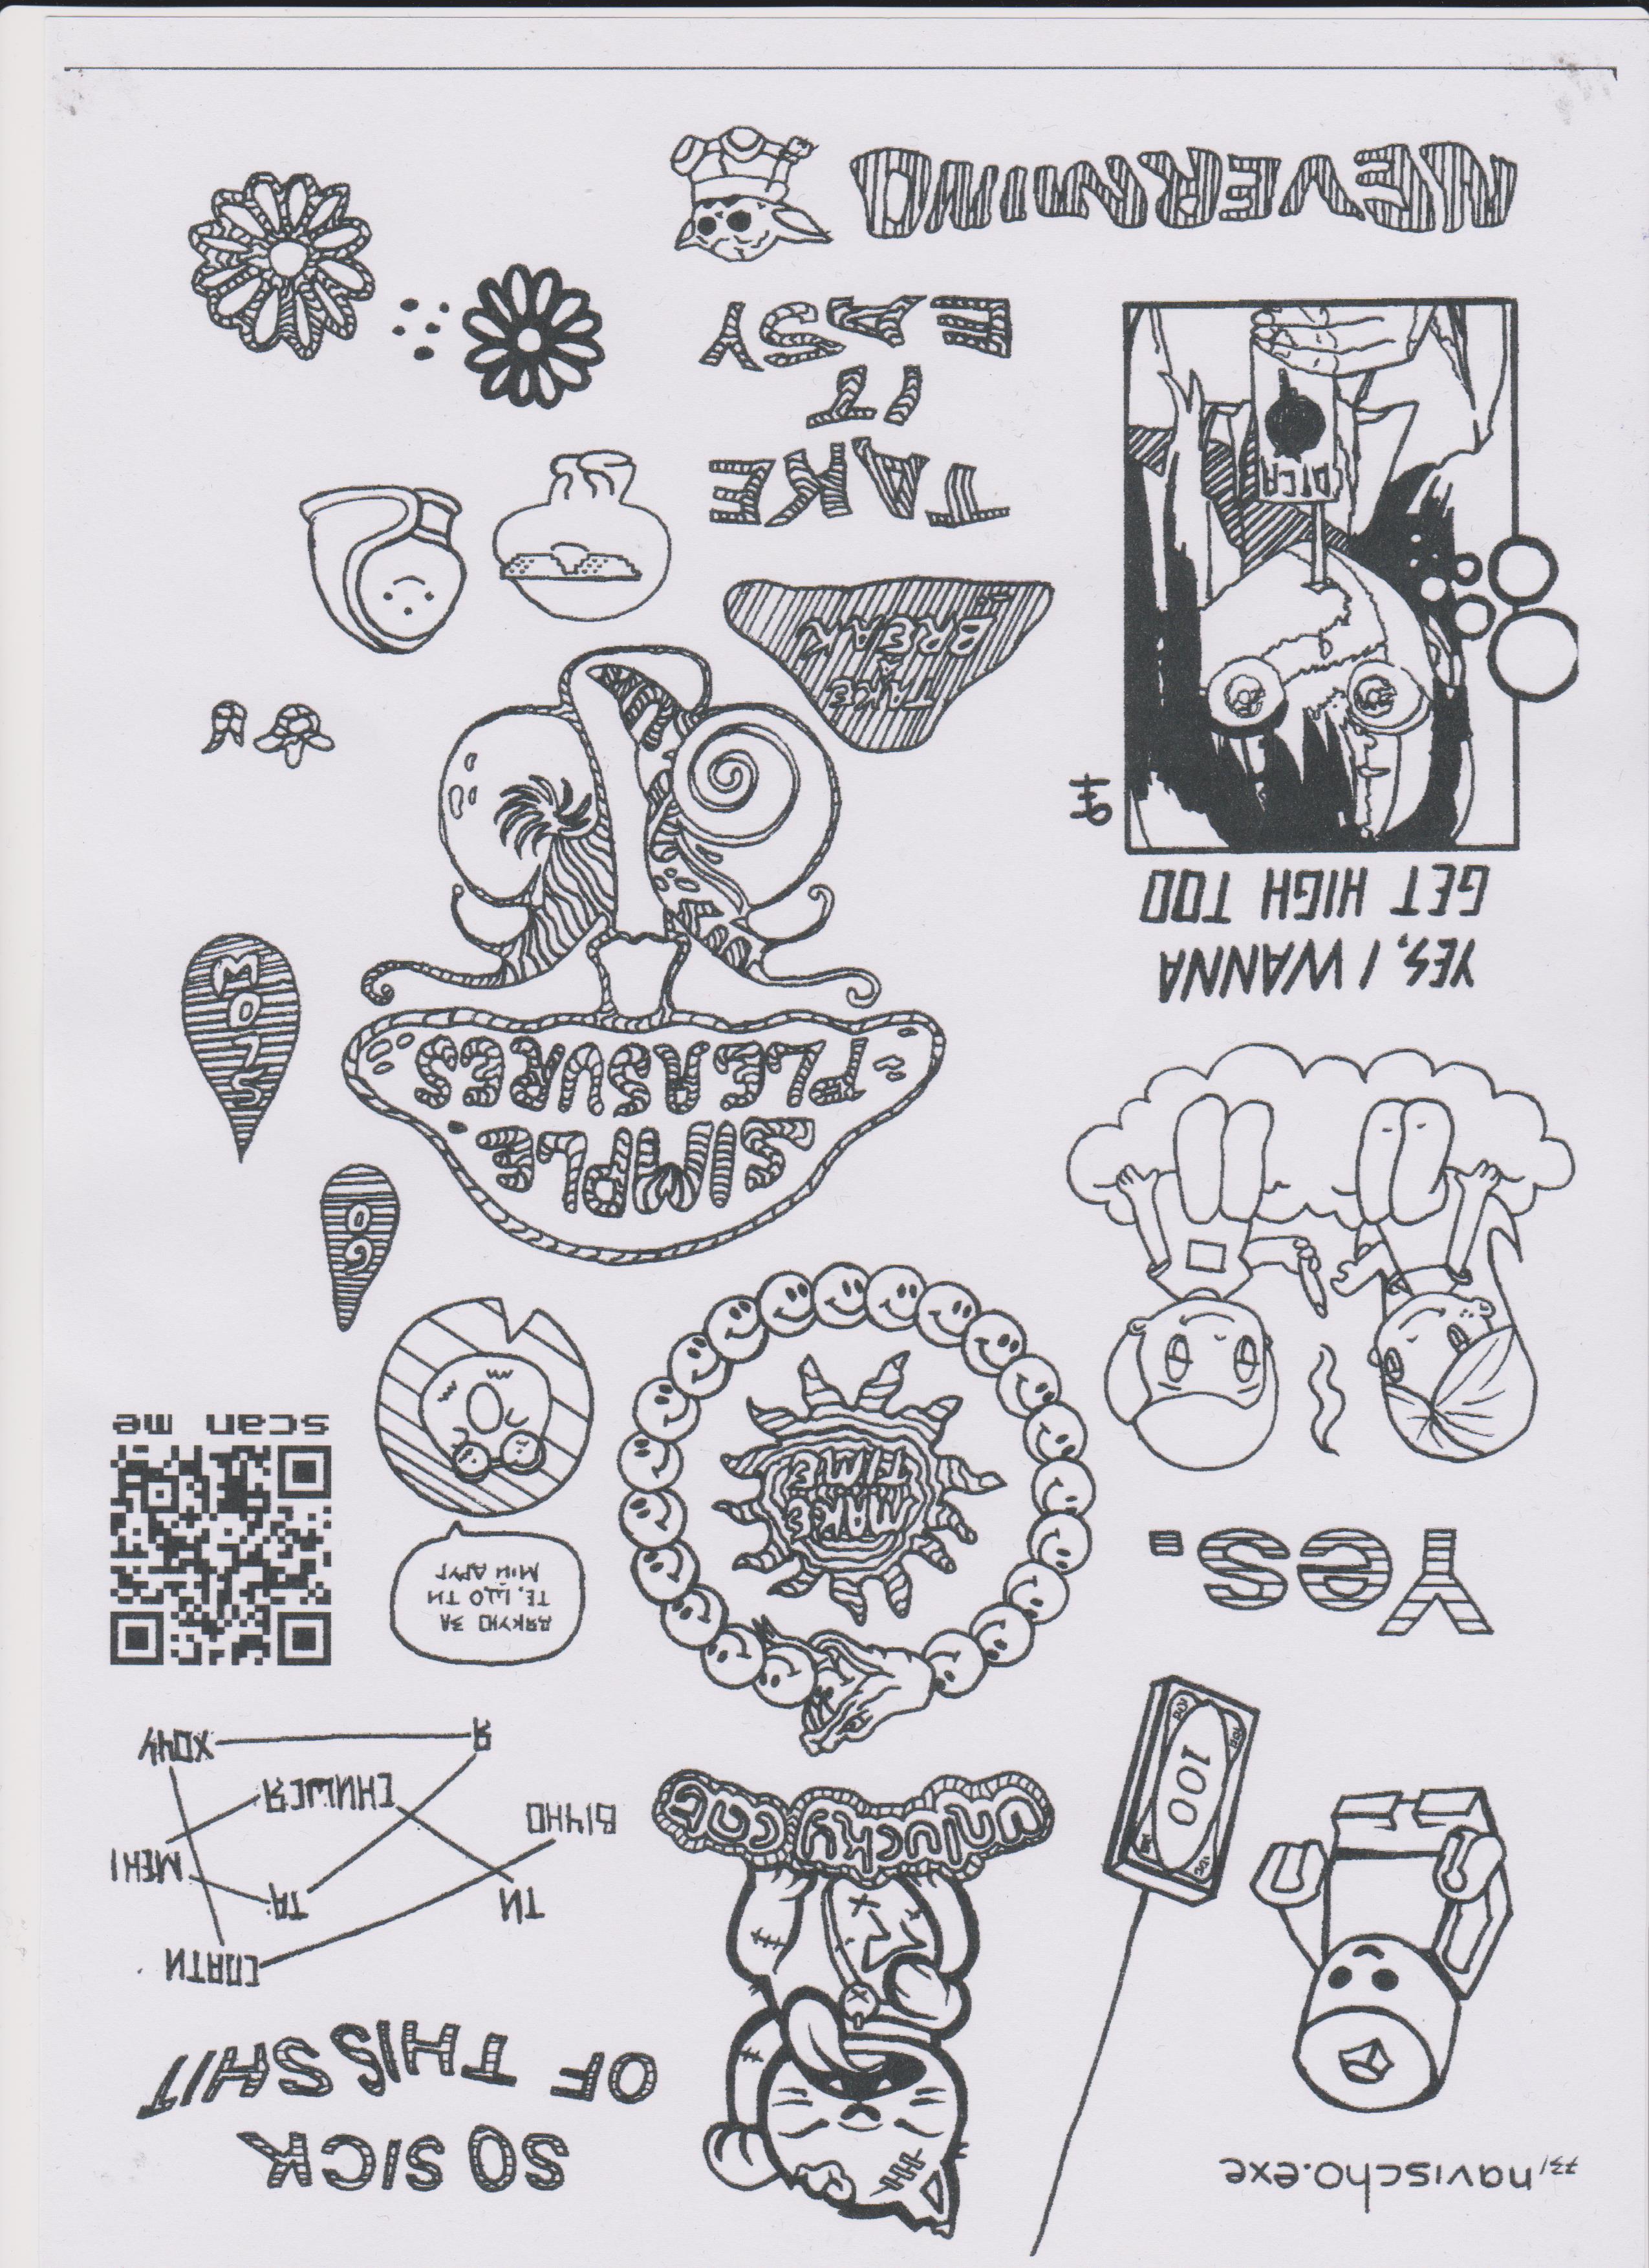 navischo.exe
SO SICK
OF THIS SHIT
unlucky cat
100
СПАТИ
ТИ
ТА
МЕНІ
ВІЧНО
СНИШСЯ
Я
ХОЧУ
Yes.
MAKE
TIME
ДЯКУЮ ЗА
ТЕ, ЩО ТИ
МІЙ ДРУГ
scan me
GO
SLOW
SIMPLE
PLEASURES
YES, I WANNA
GET HIGH TOO
TAKE
A
BREAK
TAKE
IT
EASY
NEVERMIND